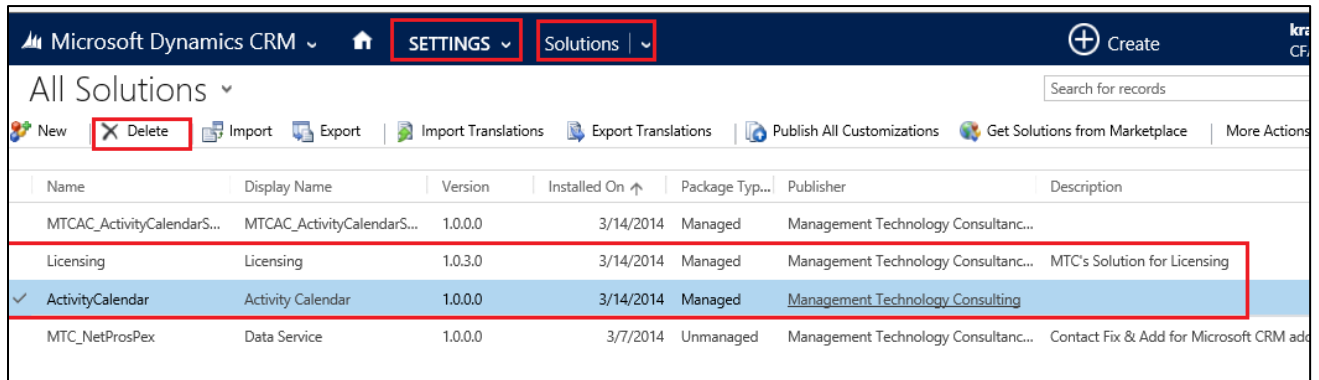 Microsoft Dynamics CRM SETTINGS Solutions Create kra
CFA
All Solutions Search for records
New Delete Import Export Import Translations Export Translations Publish All Customizations Get Solutions from Marketplace More Actions
Name Display Name Version Installed On Package Typ... Publisher Description
MTCAC_ActivityCalendarS... MTCAC_ActivityCalendarS... 1.0.0.0 3/14/2014 Managed Management Technology Consultanc...
Licensing Licensing 1.0.3.0 3/14/2014 Managed Management Technology Consultanc... MTC's Solution for Licensing
ActivityCalendar Activity Calendar 1.0.0.0 3/14/2014 Managed Management Technology Consulting
MTC_NetProsPex Data Service 1.0.0.0 3/7/2014 Unmanaged Management Technology Consultanc... Contact Fix & Add for Microsoft CRM add